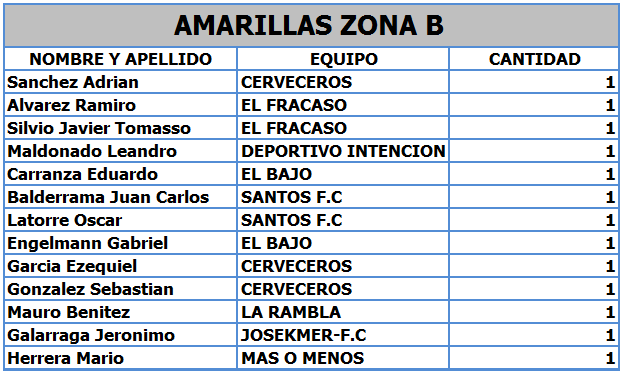 AMARILLAS ZONA B
NOMBRE Y APELLIDO EQUIPO CANTIDAD
Sanchez Adrian CERVECEROS 1
Alvarez Ramiro EL FRACASO 1
Silvio Javier Tomasso EL FRACASO 1
Maldonado Leandro DEPORTIVO INTENCION 1
Carranza Eduardo EL BAJO 1
Balderrama Juan Carlos SANTOS F.C 1
Latorre Oscar SANTOS F.C 1
Engelmann Gabriel EL BAJO 1
Garcia Ezequiel CERVECEROS 1
Gonzalez Sebastian CERVECEROS 1
Mauro Benitez LA RAMBLA 1
Galarraga Jeronimo JOSEKMER-F.C 1
Herrera Mario MAS O MENOS 1